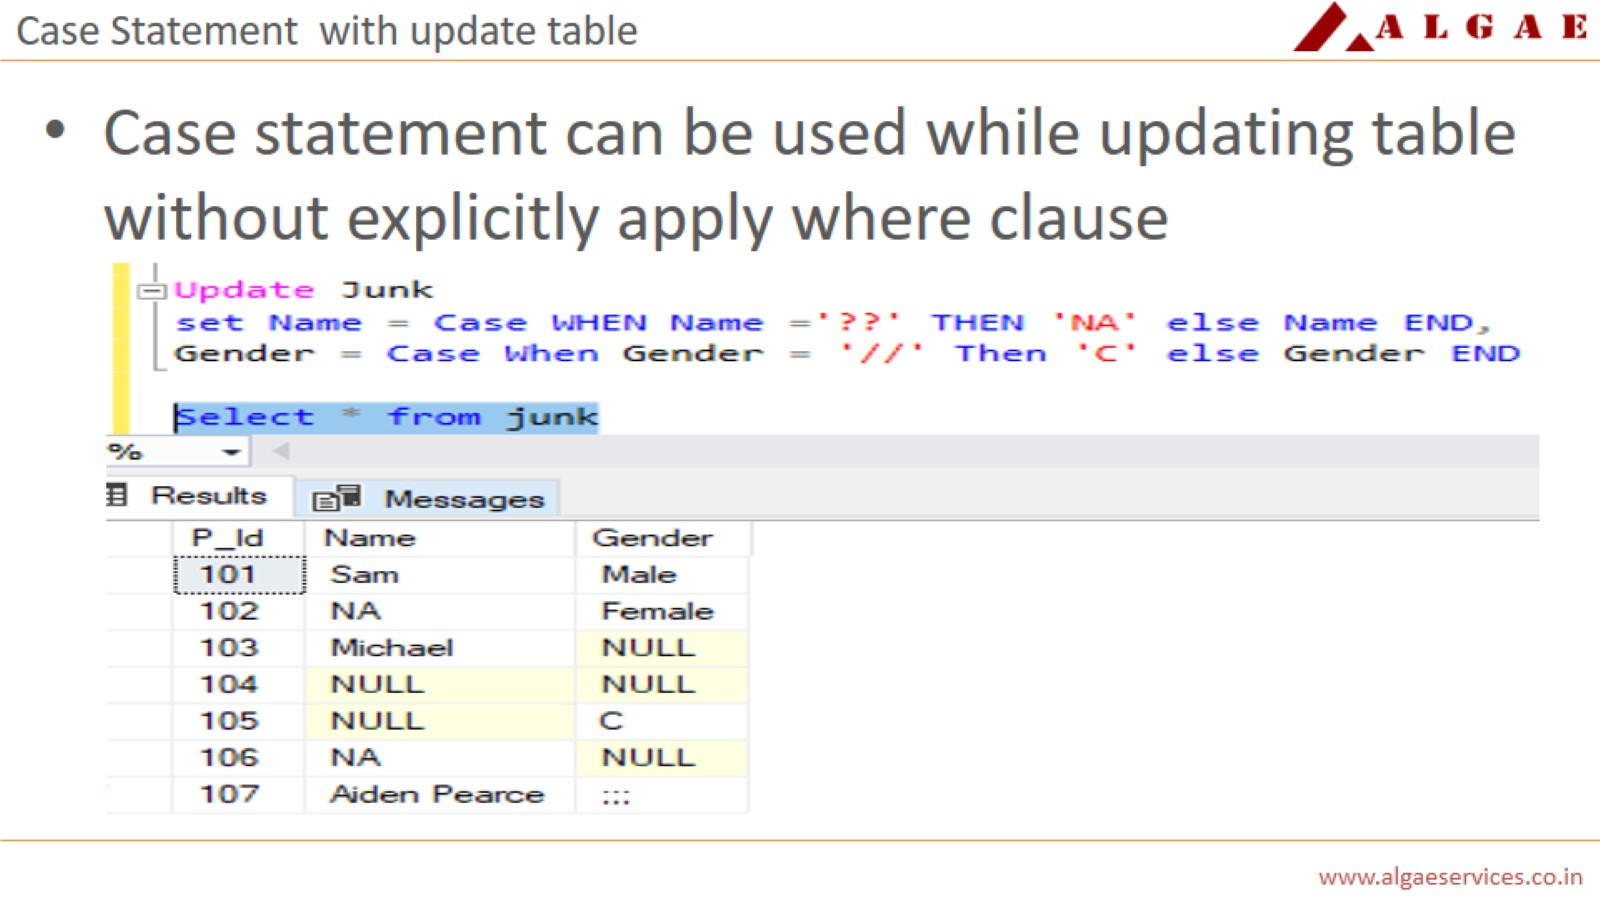 Case Statement with update table
ALGAE
• Case statement can be used while updating table
without explicitly apply where clause
Update Junk
set Name = Case WHEN Name ='??' THEN 'NA' else Name END,
Gender = Case When Gender = '//' Then 'C' else Gender END
Select * from junk
%
Results Messages
P_Id Name Gender
101 Sam Male
102 NA Female
103 Michael NULL
104 NULL NULL
105 NULL C
106 NA NULL
107 Aiden Pearce :::
www.algaeservices.co.in